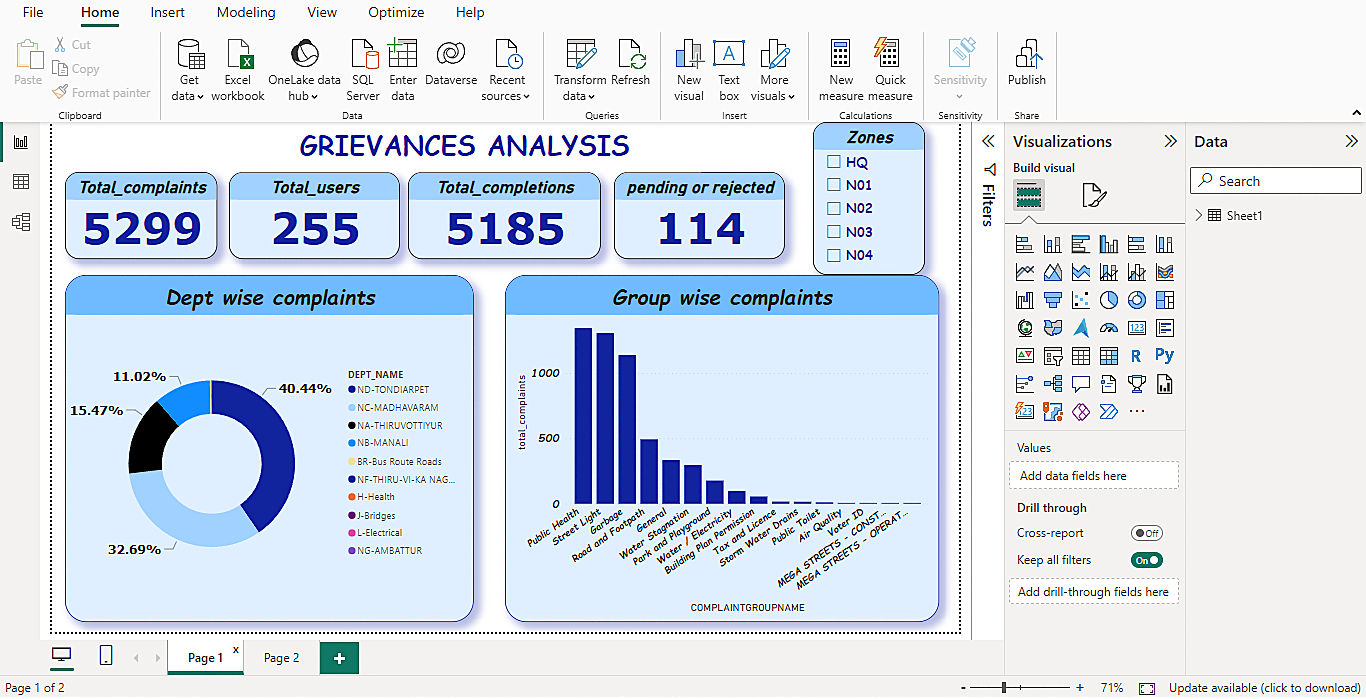 File Home Insert Modeling View Optimize Help
Paste
Cut
Copy
Format painter
Clipboard
Get data
Excel workbook
OneLake data hub
SQL Server
Enter data
Dataverse
Recent sources
Data
Transform data
Refresh
Queries
New visual
Text box
More visuals
Insert
New measure
Quick measure
Calculations
Sensitivity
Sensitivity
Publish
Share
GRIEVANCES ANALYSIS
Total_complaints
5299
Total_users
255
Total_completions
5185
pending or rejected
114
Zones
HQ
N01
N02
N03
N04
Dept wise complaints
11.02%
15.47%
32.69%
40.44%
DEPT_NAME
ND-TONDIARPET
NC-MADHAVARAM
NA-THIRUVOTTIYUR
NB-MANALI
BR-Bus Route Roads
NF-THIRU-VI-KA NAG...
H-Health
J-Bridges
L-Electrical
NG-AMBATTUR
Group wise complaints
total_complaints
1000
500
0
Public Health
Street Light
Garbage
Road and Footpath
General
Water Stagnation
Park and Playground
Water / Electricity
Building Plan Permission
Tax and Licence
Storm Water Drains
Public Toilet
Air Quality
Voter ID
MEGA STREETS - CONST...
MEGA STREETS - OPERAT...
COMPLAINTGROUPNAME
Filters
Visualizations
Build visual
123
R
Py
123
Values
Add data fields here
Drill through
Cross-report
Off
Keep all filters
On
Add drill-through fields here
Data
Search
Sheet1
Page 1 x
Page 2
+
Page 1 of 2
- + 71%
Update available (click to download)